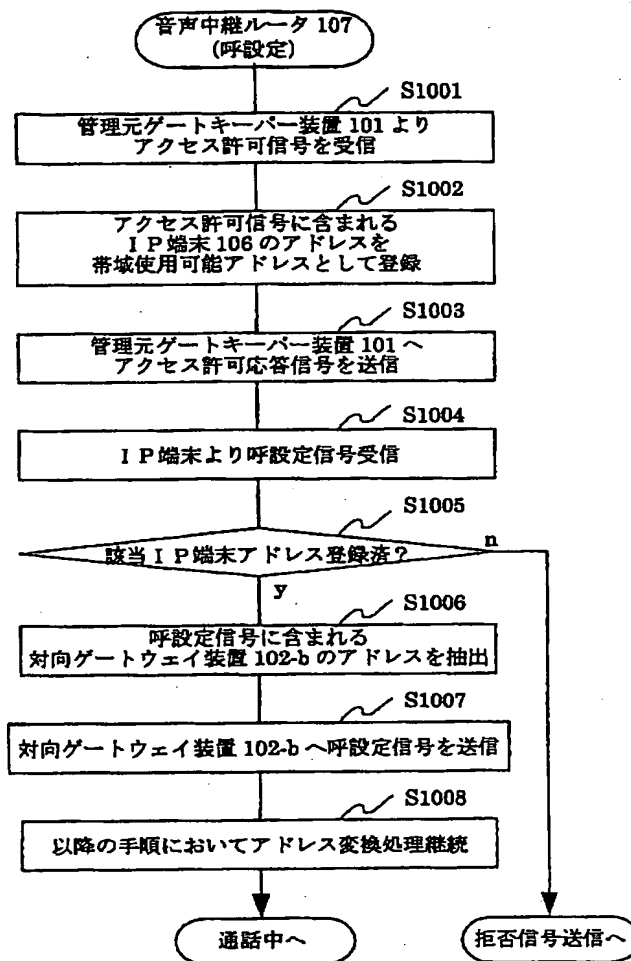 音声中継ルータ 107
(呼設定)
S1001
管理元ゲートキーパー装置 101 より
アクセス許可信号を受信
S1002
アクセス許可信号に含まれる
ＩＰ端末 106 のアドレスを
帯域使用可能アドレスとして登録
S1003
管理元ゲートキーパー装置 101 へ
アクセス許可応答信号を送信
S1004
ＩＰ端末より呼設定信号受信
S1005
該当ＩＰ端末アドレス登録済？
n
y
S1006
呼設定信号に含まれる
対向ゲートウェイ装置 102-b のアドレスを抽出
S1007
対向ゲートウェイ装置 102-b へ呼設定信号を送信
S1008
以降の手順においてアドレス変換処理継続
通話中へ
拒否信号送信へ